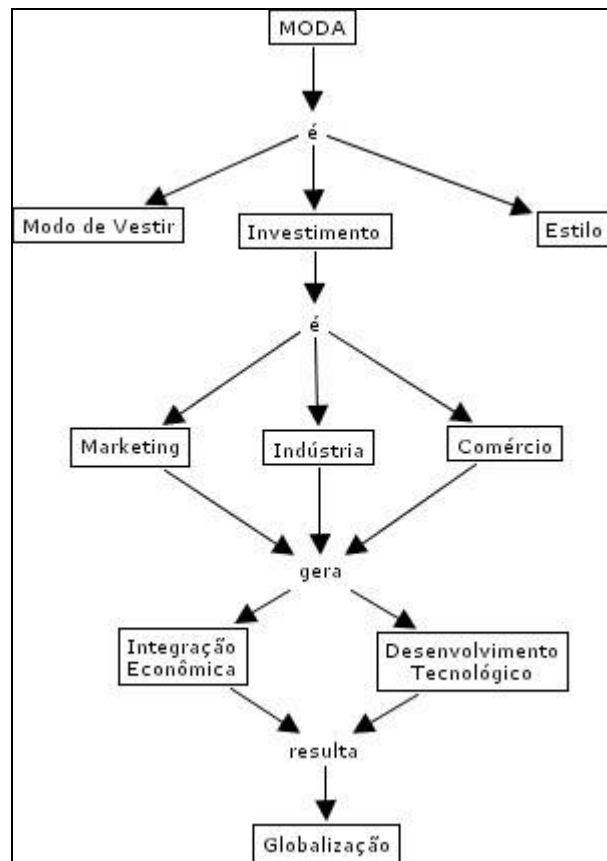 MODA
é
Modo de Vestir
Investimento
Estilo
é
Marketing
Indústria
Comércio
gera
Integração
Econômica
Desenvolvimento
Tecnológico
resulta
Globalização